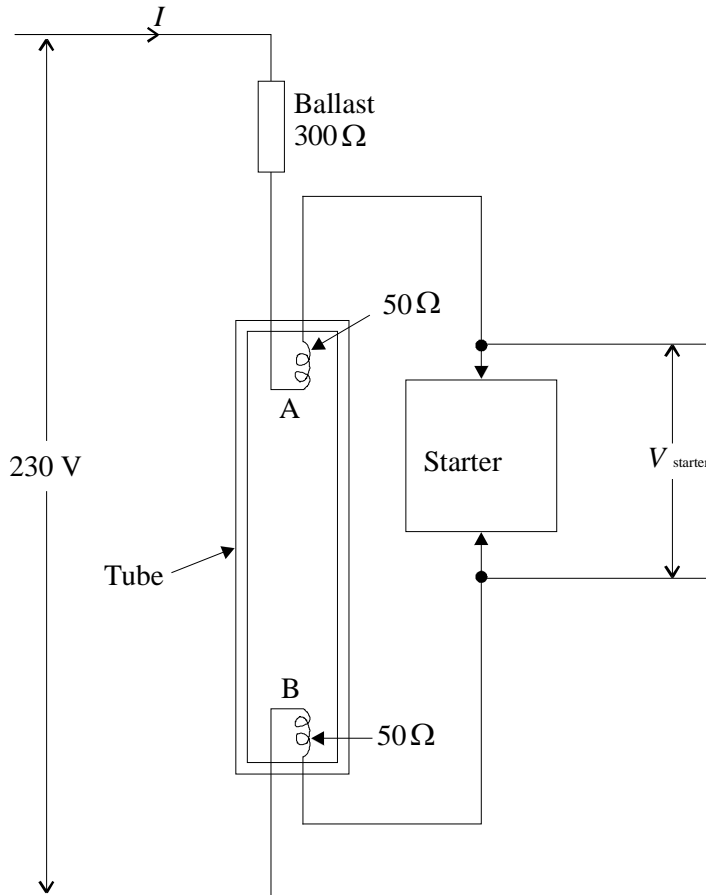 I
Ballast
300 Ω
50 Ω
A
230 V
Starter
V starter
Tube
B
50 Ω